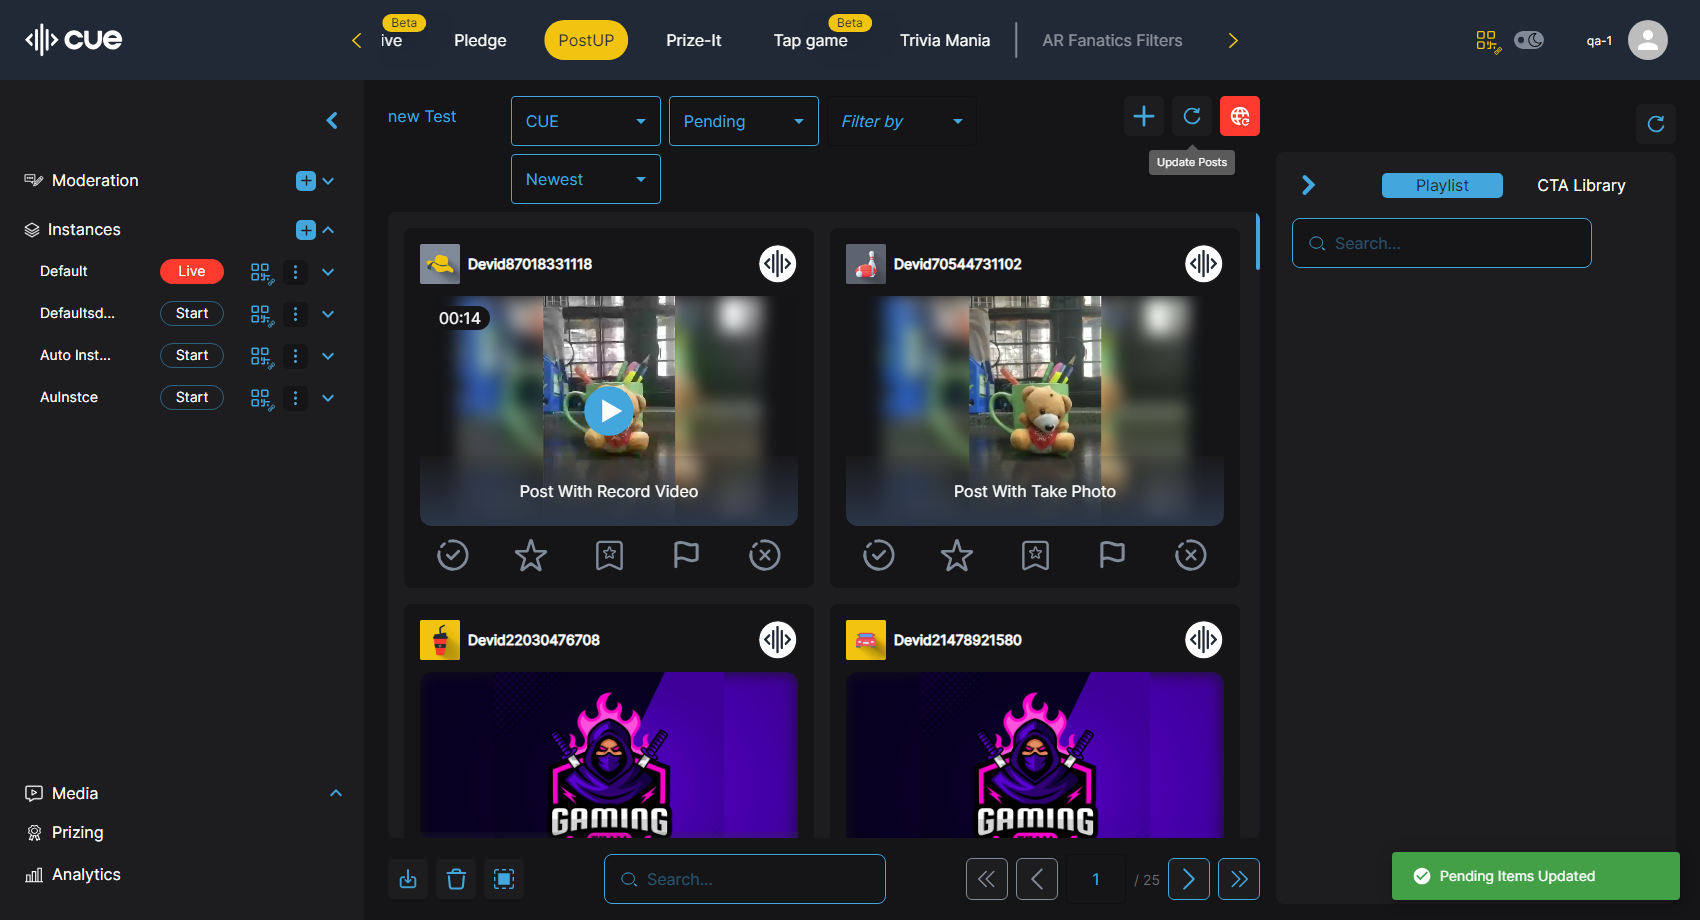 cue
ive
Beta
Pledge
PostUP
Prize-It
Tap game
Beta
Trivia Mania
AR Fanatics Filters
qa-1
Moderation
Instances
Default
Live
Defaultsd...
Start
Auto Inst...
Start
AuInstce
Start
Media
Prizing
Analytics
new Test
CUE
Pending
Filter by
Newest
Update Posts
Devid87018331118
00:14
Post With Record Video
Devid70544731102
Post With Take Photo
Devid22030476708
GAMING
Devid21478921580
GAMING
Search...
1
/ 25
Playlist
CTA Library
Search...
Pending Items Updated